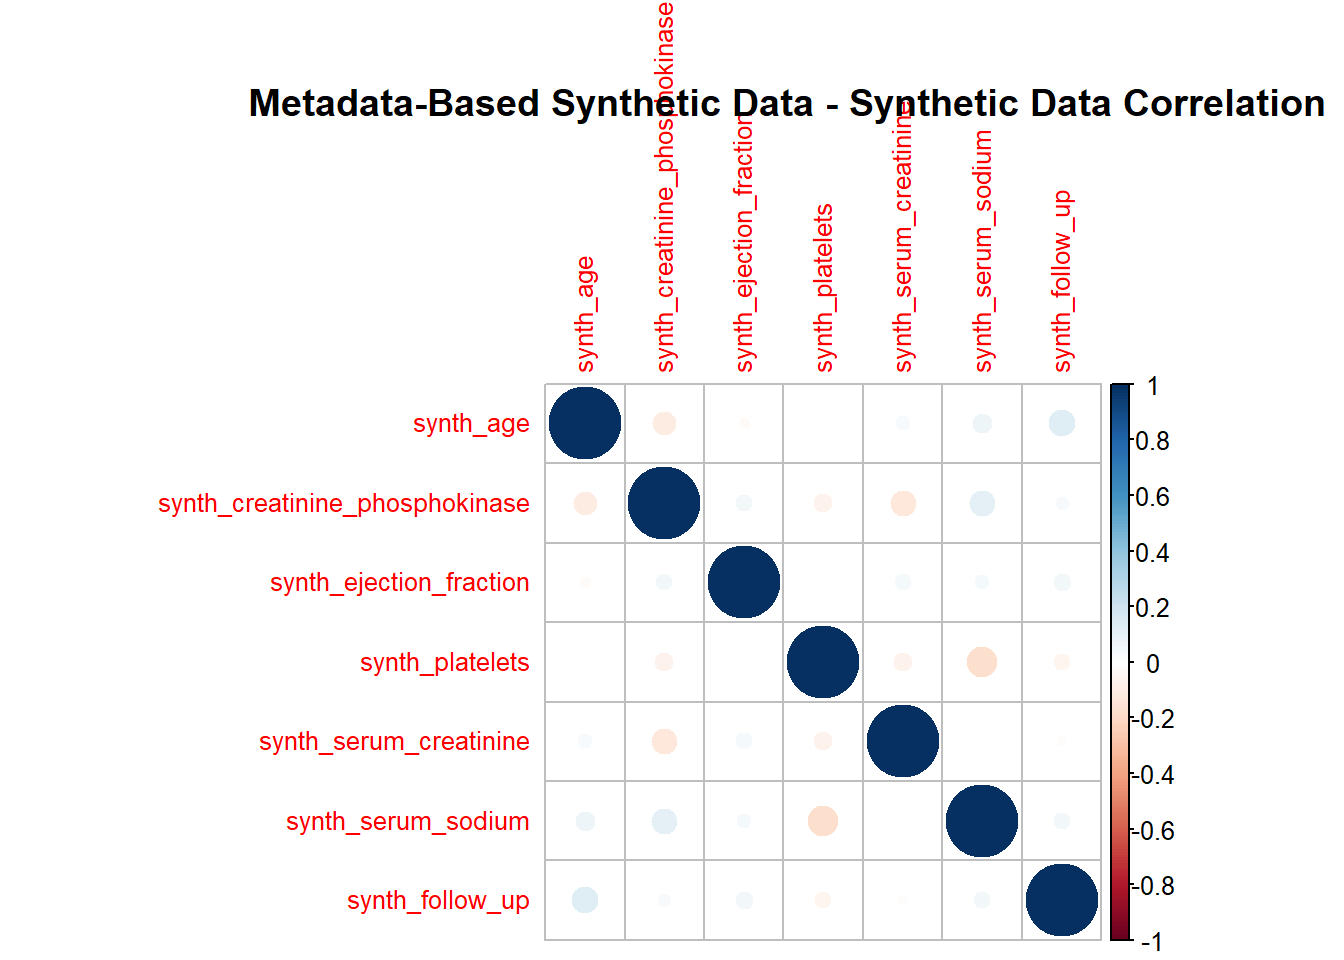 Metadata-Based Synthetic Data - Synthetic Data Correlation
synth_age
synth_creatinine_phosphokinase
synth_ejection_fraction
synth_platelets
synth_serum_creatinine
synth_serum_sodium
synth_follow_up
synth_age
synth_creatinine_phosphokinase
synth_ejection_fraction
synth_platelets
synth_serum_creatinine
synth_serum_sodium
synth_follow_up
1
0.8
0.6
0.4
0.2
0
-0.2
-0.4
-0.6
-0.8
-1